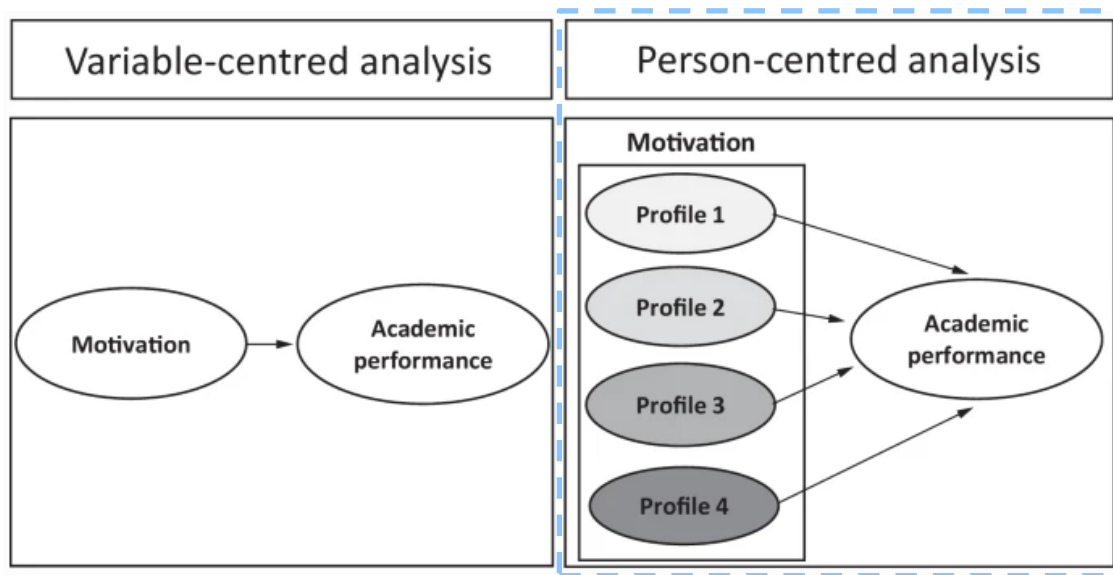 Variable-centred analysis
Motivation
Academic
performance
Person-centred analysis
Motivation
Profile 1
Profile 2
Profile 3
Profile 4
Academic
performance